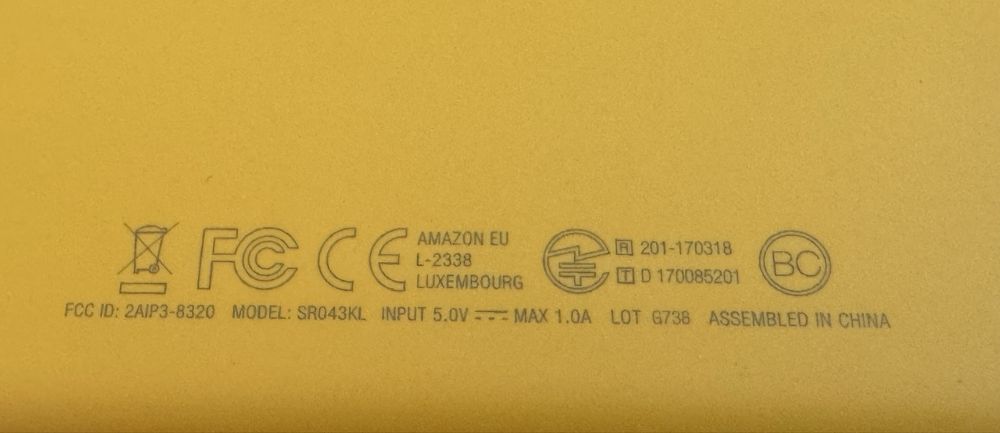 FC CE AMAZON EU
L-2338
LUXEMBOURG
R 201-170318
T D 170085201
BC
FCC ID: 2AIP3-8320 MODEL: SR043KL INPUT 5.0V ⎓ MAX 1.0A LOT G738 ASSEMBLED IN CHINA